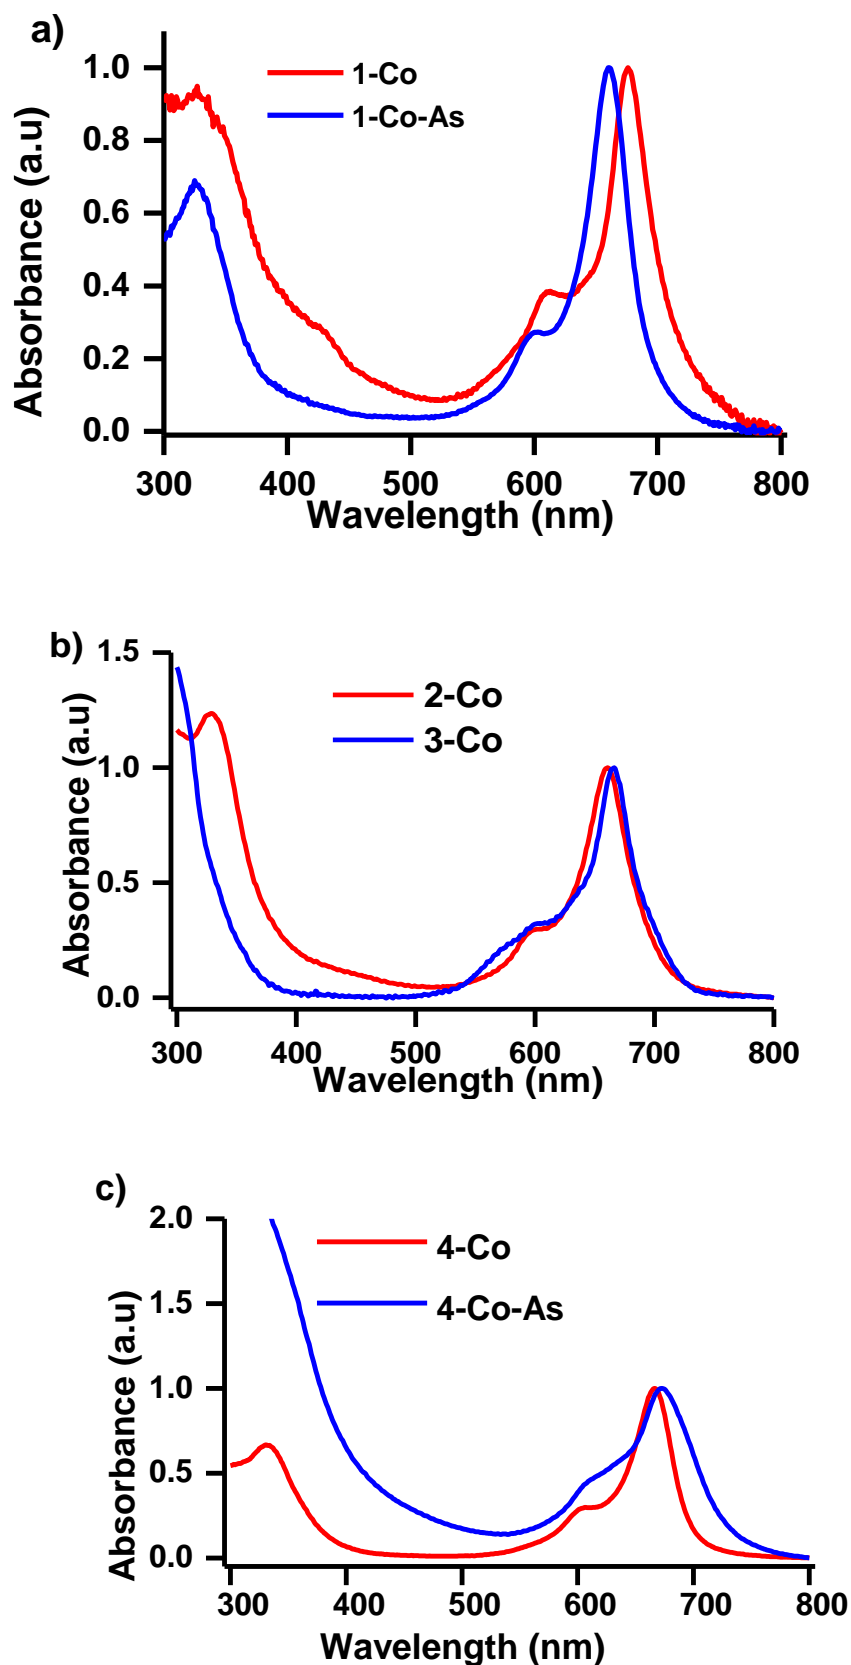 a)
1-Co
1-Co-As
1.0
0.8
0.6
0.4
0.2
0.0
Absorbance (a.u)
300 400 500 600 700 800
Wavelength (nm)
b)
2-Co
3-Co
1.5
1.0
0.5
0.0
Absorbance (a.u)
300 400 500 600 700 800
Wavelength (nm)
c)
4-Co
4-Co-As
2.0
1.5
1.0
0.5
0.0
Absorbance (a.u)
300 400 500 600 700 800
Wavelength (nm)